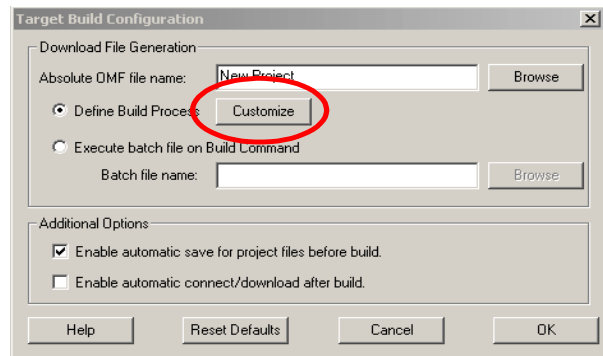 Target Build Configuration
Download File Generation
Absolute OMF file name: New Project Browse
Define Build Process Customize
Execute batch file on Build Command
Batch file name: Browse
Additional Options
Enable automatic save for project files before build.
Enable automatic connect/download after build.
Help Reset Defaults Cancel OK